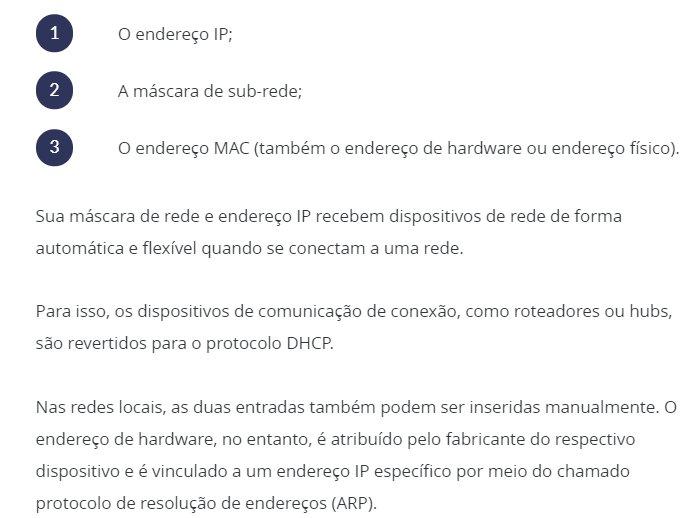 1 O endereço IP;
2 A máscara de sub-rede;
3 O endereço MAC (também o endereço de hardware ou endereço físico).
Sua máscara de rede e endereço IP recebem dispositivos de rede de forma
automática e flexível quando se conectam a uma rede.
Para isso, os dispositivos de comunicação de conexão, como roteadores ou hubs,
são revertidos para o protocolo DHCP.
Nas redes locais, as duas entradas também podem ser inseridas manualmente. O
endereço de hardware, no entanto, é atribuído pelo fabricante do respectivo
dispositivo e é vinculado a um endereço IP específico por meio do chamado
protocolo de resolução de endereços (ARP).